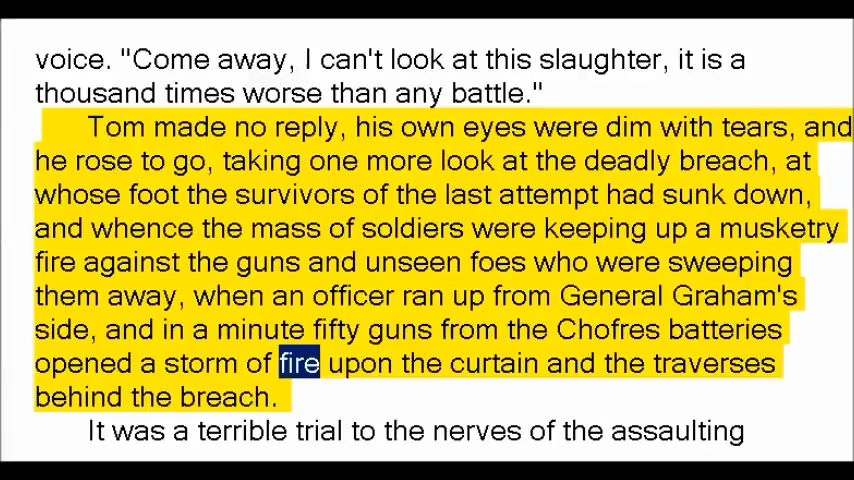 voice. "Come away, I can't look at this slaughter, it is a
thousand times worse than any battle."
Tom made no reply, his own eyes were dim with tears, and
he rose to go, taking one more look at the deadly breach, at
whose foot the survivors of the last attempt had sunk down,
and whence the mass of soldiers were keeping up a musketry
fire against the guns and unseen foes who were sweeping
them away, when an officer ran up from General Graham's
side, and in a minute fifty guns from the Chofres batteries
opened a storm of fire upon the curtain and the traverses
behind the breach.
It was a terrible trial to the nerves of the assaulting